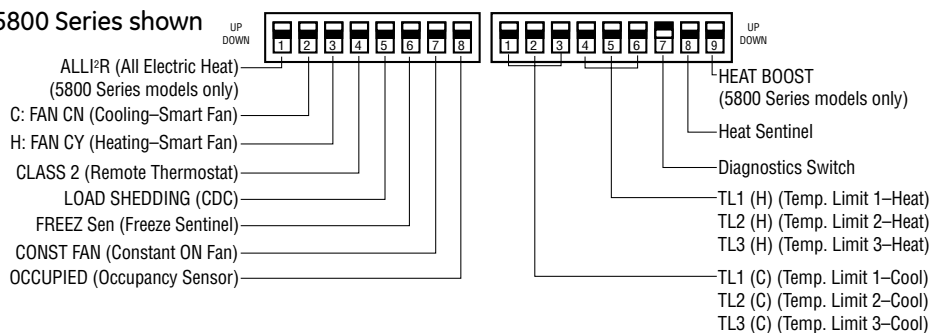 5800 Series shown
UP
DOWN
1 2 3 4 5 6 7 8
1 2 3 4 5 6 7 8 9
UP
DOWN
ALLI²R (All Electric Heat)
(5800 Series models only)
C: FAN CN (Cooling–Smart Fan)
H: FAN CY (Heating–Smart Fan)
CLASS 2 (Remote Thermostat)
LOAD SHEDDING (CDC)
FREEZ Sen (Freeze Sentinel)
CONST FAN (Constant ON Fan)
OCCUPIED (Occupancy Sensor)
HEAT BOOST
(5800 Series models only)
Heat Sentinel
Diagnostics Switch
TL1 (H) (Temp. Limit 1–Heat)
TL2 (H) (Temp. Limit 2–Heat)
TL3 (H) (Temp. Limit 3–Heat)
TL1 (C) (Temp. Limit 1–Cool)
TL2 (C) (Temp. Limit 2–Cool)
TL3 (C) (Temp. Limit 3–Cool)